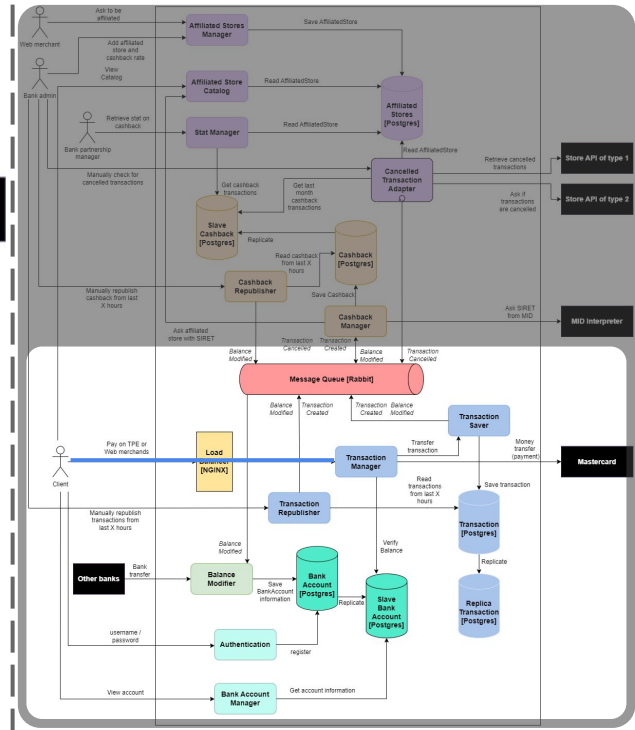 Ask to be
affiliated
Web merchant
Save AffiliatedStore
Affiliated Stores
Manager
Add affiliated
store and
cashback rate
View
Catalog
Bank admin
Affiliated Store
Catalog
Read AffiliatedStore
Affiliated
Stores
[Postgres]
Retrieve stat on
cashback
Bank partnership
manager
Stat Manager
Read AffiliatedStore
Read AffiliatedStore
Manually check for
cancelled transactions
Cancelled
Transaction
Adapter
Retrieve cancelled
transactions
Store API of type 1
Ask if
transactions
are cancelled
Store API of type 2
Get cashback
transactions
Get last
month
cashback
transactions
Slave
Cashback
[Postgres]
Replicate
Cashback
[Postgres]
Read cashback
from last X
hours
Manually republish
cashback from last
X hours
Cashback
Republisher
Save Cashback
Cashback
Manager
Ask SIRET
from MID
MID Interpreter
Ask affiliated
store with SIRET
Balance
Modified
Transaction
Cancelled
Transaction
Created
Balance
Modified
Transaction
Cancelled
Message Queue [Rabbit]
Balance
Modified
Transaction
Created
Transaction
Created
Balance
Modified
Transaction
Saver
Pay on TPE or
Web merchands
Client
Load
Balancer
[NGINX]
Transaction
Manager
Transfer
transaction
Money
transfer
(payment)
Mastercard
Manually republish
transactions from
last X hours
Transaction
Republisher
Read
transactions
from last X
hours
Save transaction
Transaction
[Postgres]
Balance
Modified
Verify
Balance
Replicate
Other banks
Bank
transfer
Balance
Modifier
Save
BankAccount
information
Bank
Account
[Postgres]
Replicate
Slave
Bank
Account
[Postgres]
Replica
Transaction
[Postgres]
username /
password
Authentication
register
View account
Bank Account
Manager
Get account information